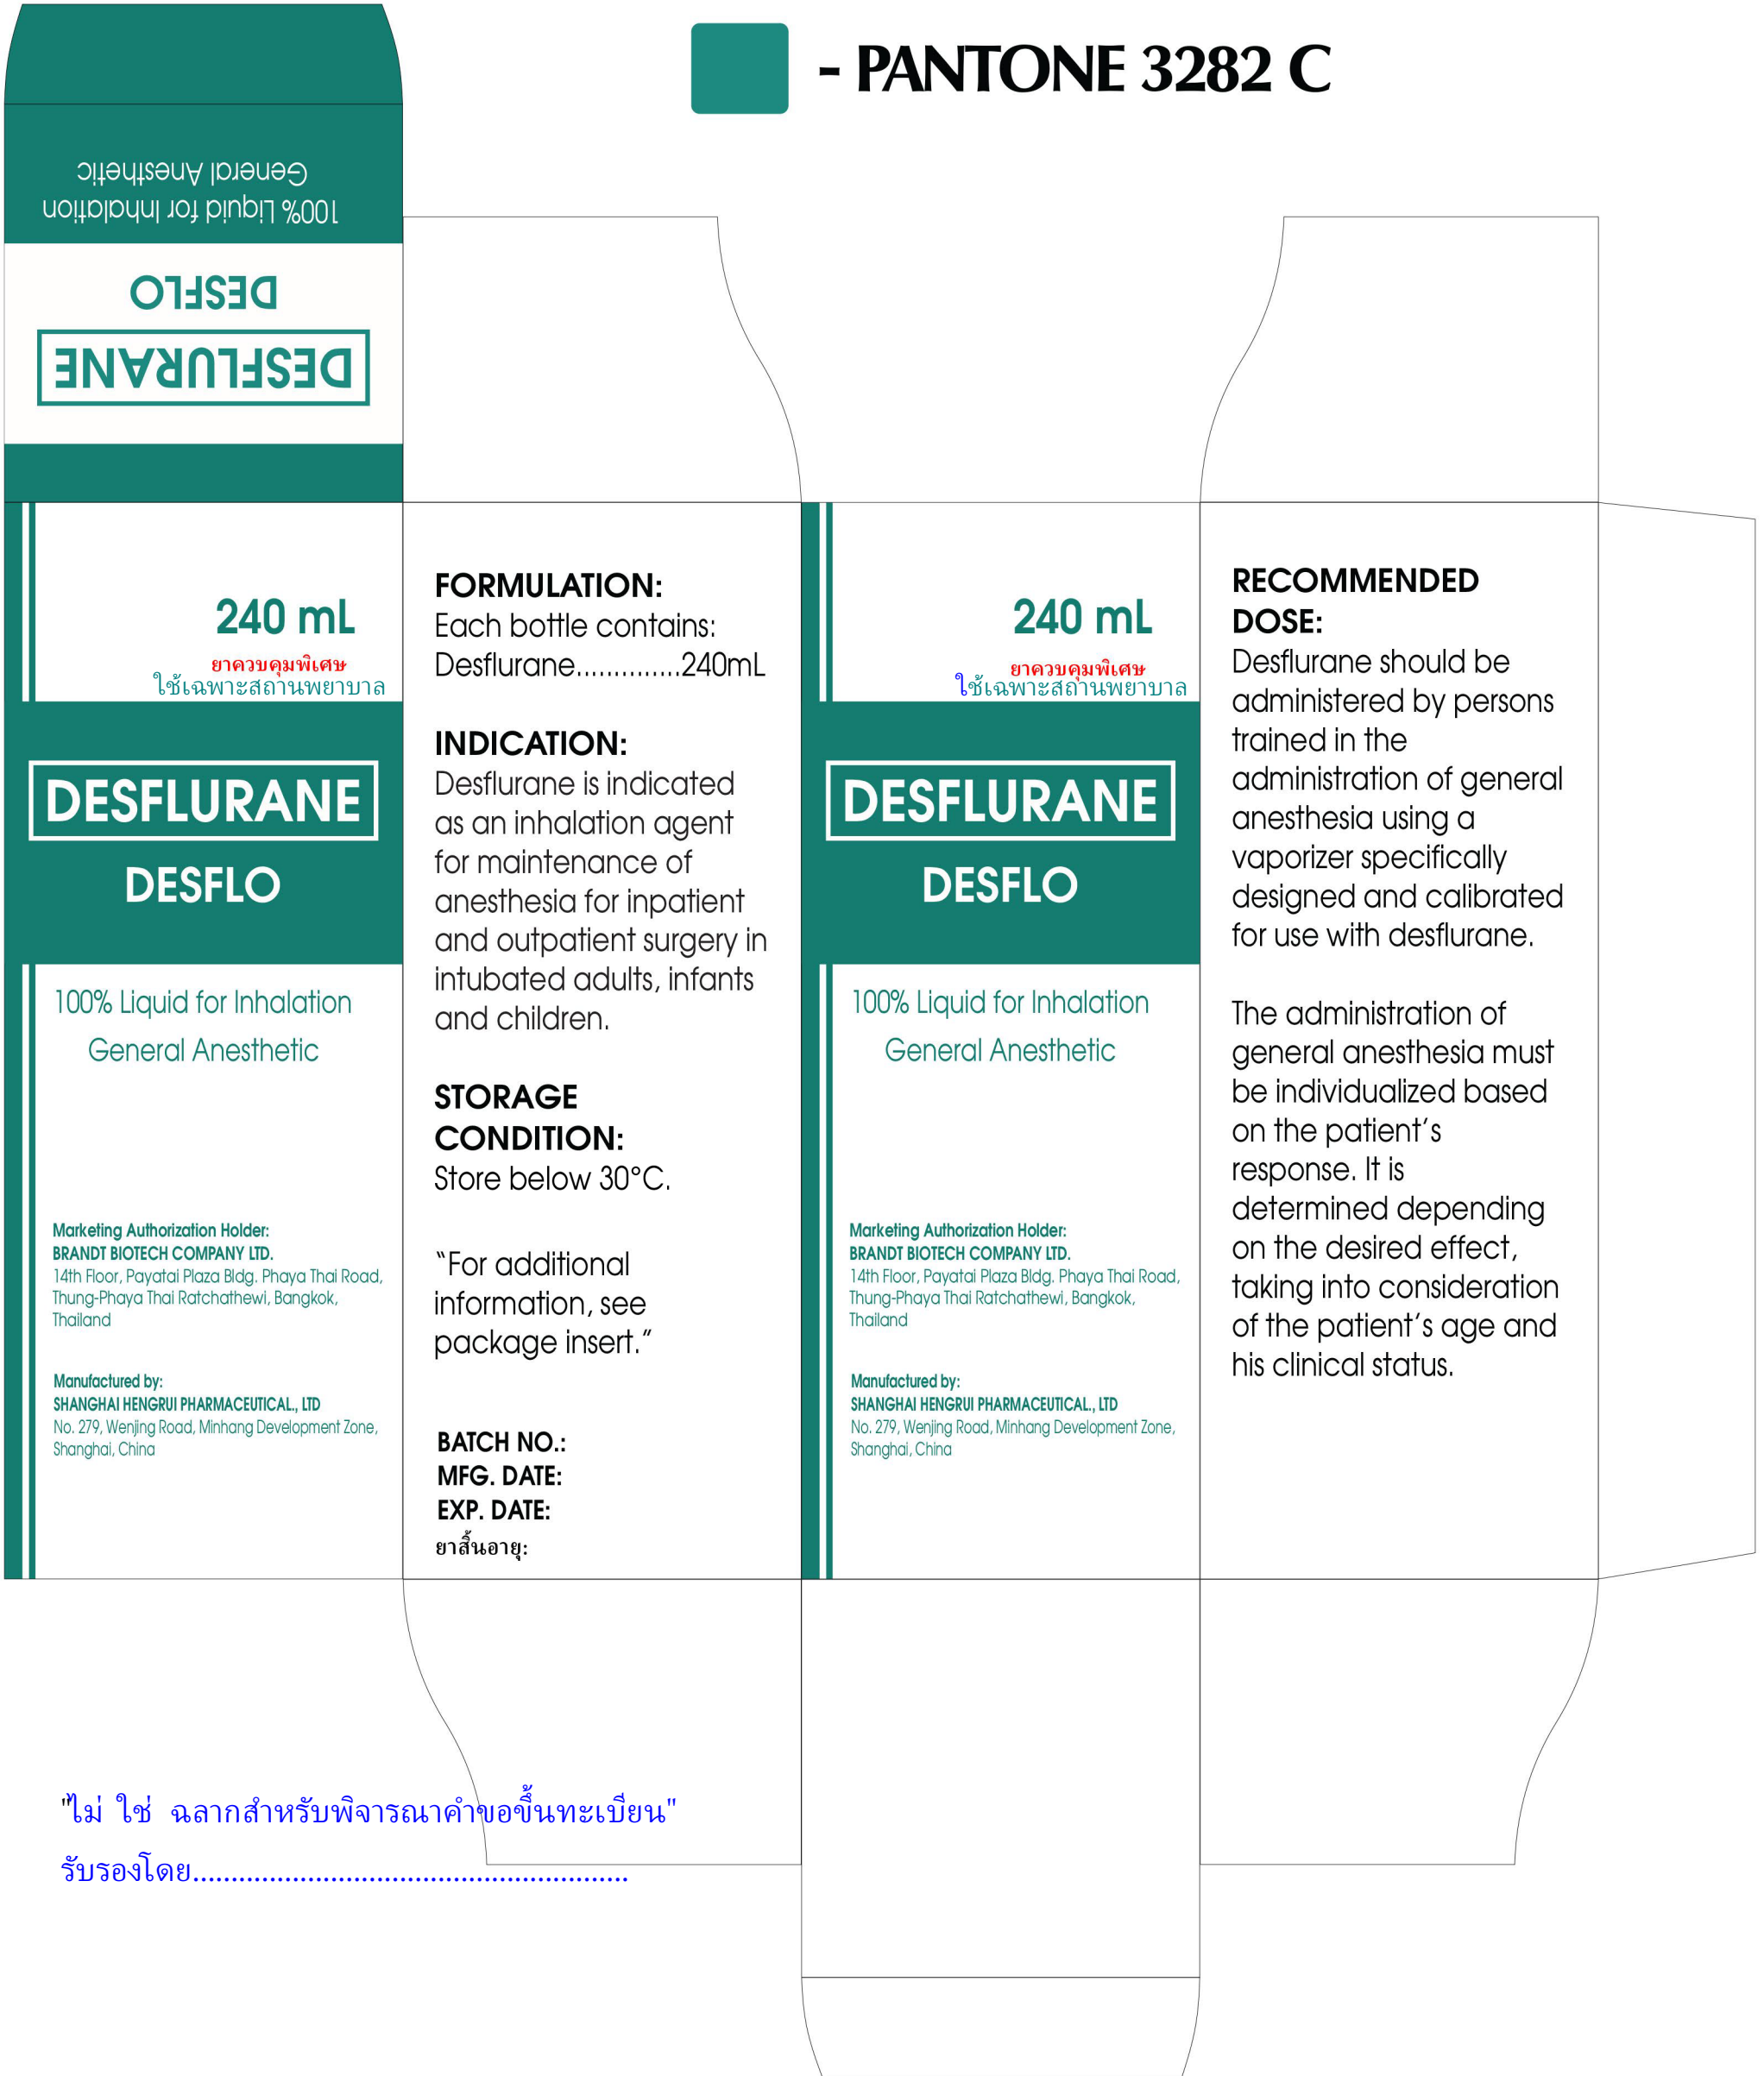 - PANTONE 3282 C
100% Liquid for Inhalation
General Anesthetic
DESFLO
DESFLURANE
240 mL
ยาควบคุมพิเศษ
ใช้เฉพาะสถานพยาบาล
DESFLURANE
DESFLO
100% Liquid for Inhalation
General Anesthetic
Marketing Authorization Holder:
BRANDT BIOTECH COMPANY LTD.
14th Floor, Payatai Plaza Bldg. Phaya Thai Road,
Thung-Phaya Thai Ratchathewi, Bangkok,
Thailand
Manufactured by:
SHANGHAI HENGRUI PHARMACEUTICAL., LTD
No. 279, Wenjing Road, Minhang Development Zone,
Shanghai, China
FORMULATION:
Each bottle contains:
Desflurane..............240mL
INDICATION:
Desflurane is indicated
as an inhalation agent
for maintenance of
anesthesia for inpatient
and outpatient surgery in
intubated adults, infants
and children.
STORAGE
CONDITION:
Store below 30°C.
“For additional
information, see
package insert.”
BATCH NO.:
MFG. DATE:
EXP. DATE:
ยาสิ้นอายุ:
240 mL
ยาควบคุมพิเศษ
ใช้เฉพาะสถานพยาบาล
DESFLURANE
DESFLO
100% Liquid for Inhalation
General Anesthetic
Marketing Authorization Holder:
BRANDT BIOTECH COMPANY LTD.
14th Floor, Payatai Plaza Bldg. Phaya Thai Road,
Thung-Phaya Thai Ratchathewi, Bangkok,
Thailand
Manufactured by:
SHANGHAI HENGRUI PHARMACEUTICAL., LTD
No. 279, Wenjing Road, Minhang Development Zone,
Shanghai, China
RECOMMENDED
DOSE:
Desflurane should be
administered by persons
trained in the
administration of general
anesthesia using a
vaporizer specifically
designed and calibrated
for use with desflurane.
The administration of
general anesthesia must
be individualized based
on the patient’s
response. It is
determined depending
on the desired effect,
taking into consideration
of the patient’s age and
his clinical status.
"ไม่ ใช่ ฉลากสำหรับพิจารณาคำขอขึ้นทะเบียน"
รับรองโดย.........................................................